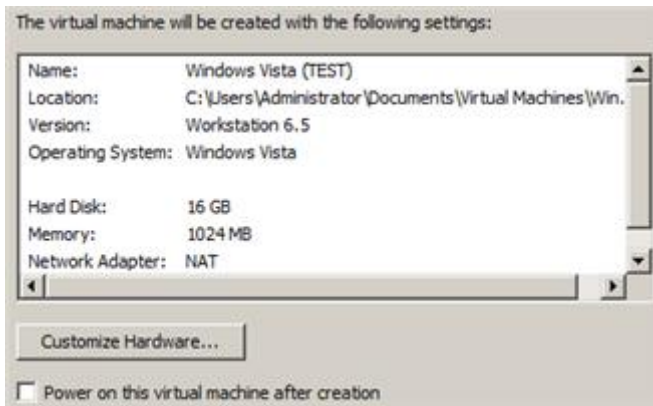 The virtual machine will be created with the following settings:
Name: Windows Vista (TEST)
Location: C:\Users\Administrator\Documents\Virtual Machines\Win.
Version: Workstation 6.5
Operating System: Windows Vista
Hard Disk: 16 GB
Memory: 1024 MB
Network Adapter: NAT
Customize Hardware...
Power on this virtual machine after creation